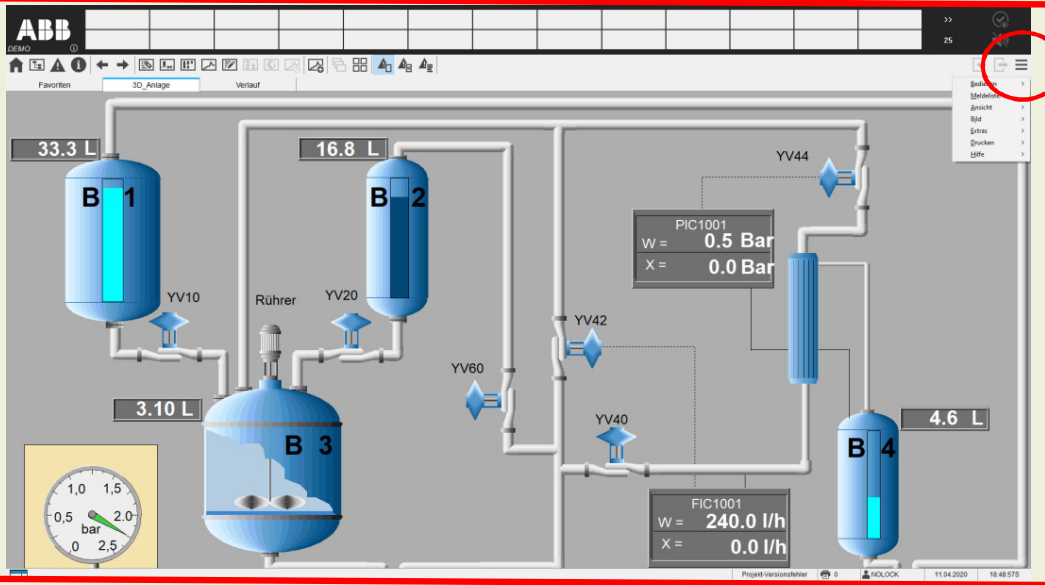 ABB
DEMO
>>
25
Favoriten
3D_Anlage
Verlauf
Bedienen
Meldeliste
Ansicht
Bild
Extras
Drucken
Hilfe
33.3 L
16.8 L
YV44
B 1
B 2
PIC1001
W = 0.5 Bar
X = 0.0 Bar
YV10
Rührer
YV20
YV42
YV60
3.10 L
YV40
4.6 L
B 3
B 4
1,0 1,5
0,5 2.0
bar
0 2,5
FIC1001
W = 240.0 l/h
X = 0.0 l/h
Projekt-Versionsfehler 0 NOLOCK 11.04.2020